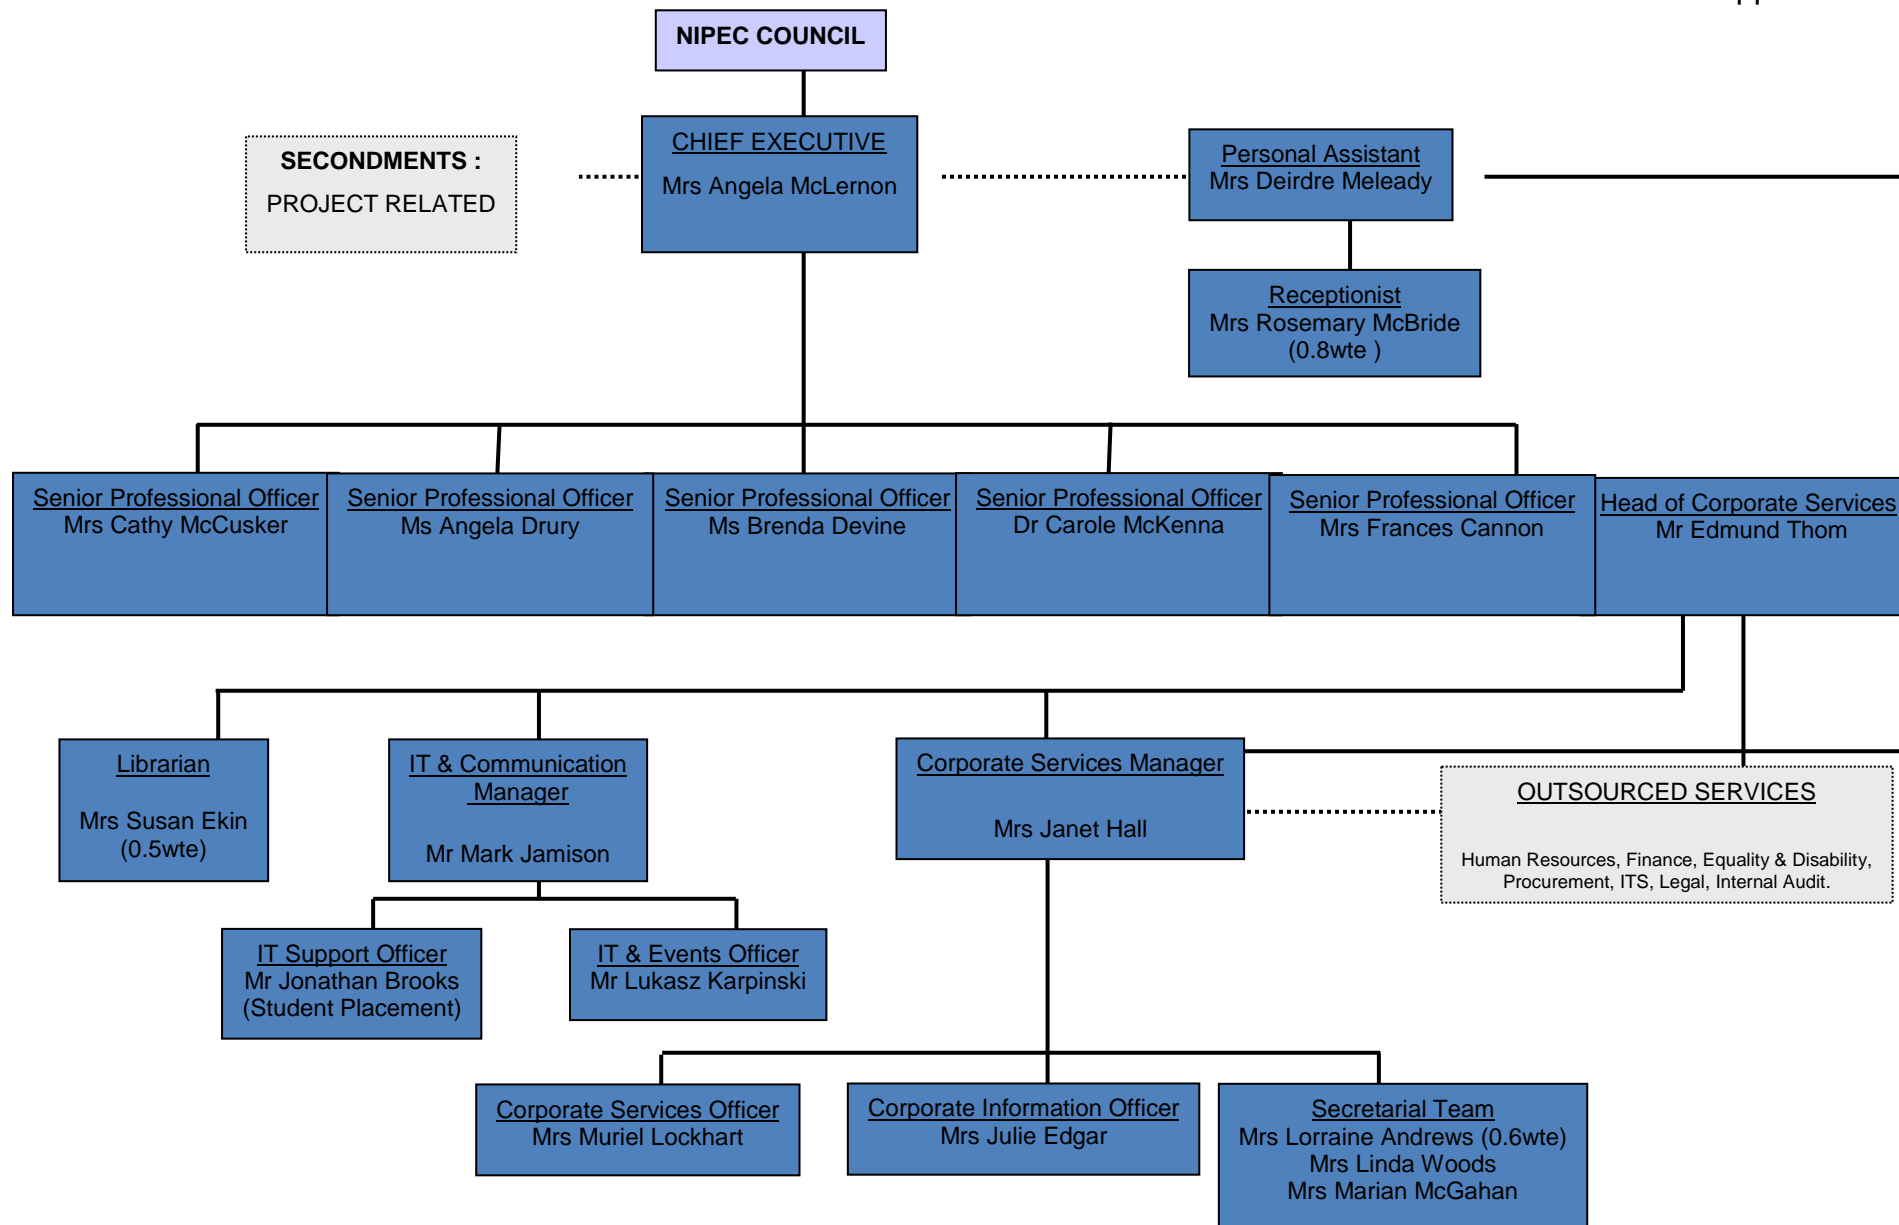 NIPEC COUNCIL
CHIEF EXECUTIVE
Mrs Angela McLernon
SECONDMENTS :
PROJECT RELATED
Personal Assistant
Mrs Deirdre Meleady
Receptionist
Mrs Rosemary McBride
(0.8wte )
Senior Professional Officer
Mrs Cathy McCusker
Senior Professional Officer
Ms Angela Drury
Senior Professional Officer
Ms Brenda Devine
Senior Professional Officer
Dr Carole McKenna
Senior Professional Officer
Mrs Frances Cannon
Head of Corporate Services
Mr Edmund Thom
Librarian
Mrs Susan Ekin
(0.5wte)
IT & Communication
Manager
Mr Mark Jamison
Corporate Services Manager
Mrs Janet Hall
OUTSOURCED SERVICES
Human Resources, Finance, Equality & Disability,
Procurement, ITS, Legal, Internal Audit.
IT Support Officer
Mr Jonathan Brooks
(Student Placement)
IT & Events Officer
Mr Lukasz Karpinski
Corporate Services Officer
Mrs Muriel Lockhart
Corporate Information Officer
Mrs Julie Edgar
Secretarial Team
Mrs Lorraine Andrews (0.6wte)
Mrs Linda Woods
Mrs Marian McGahan